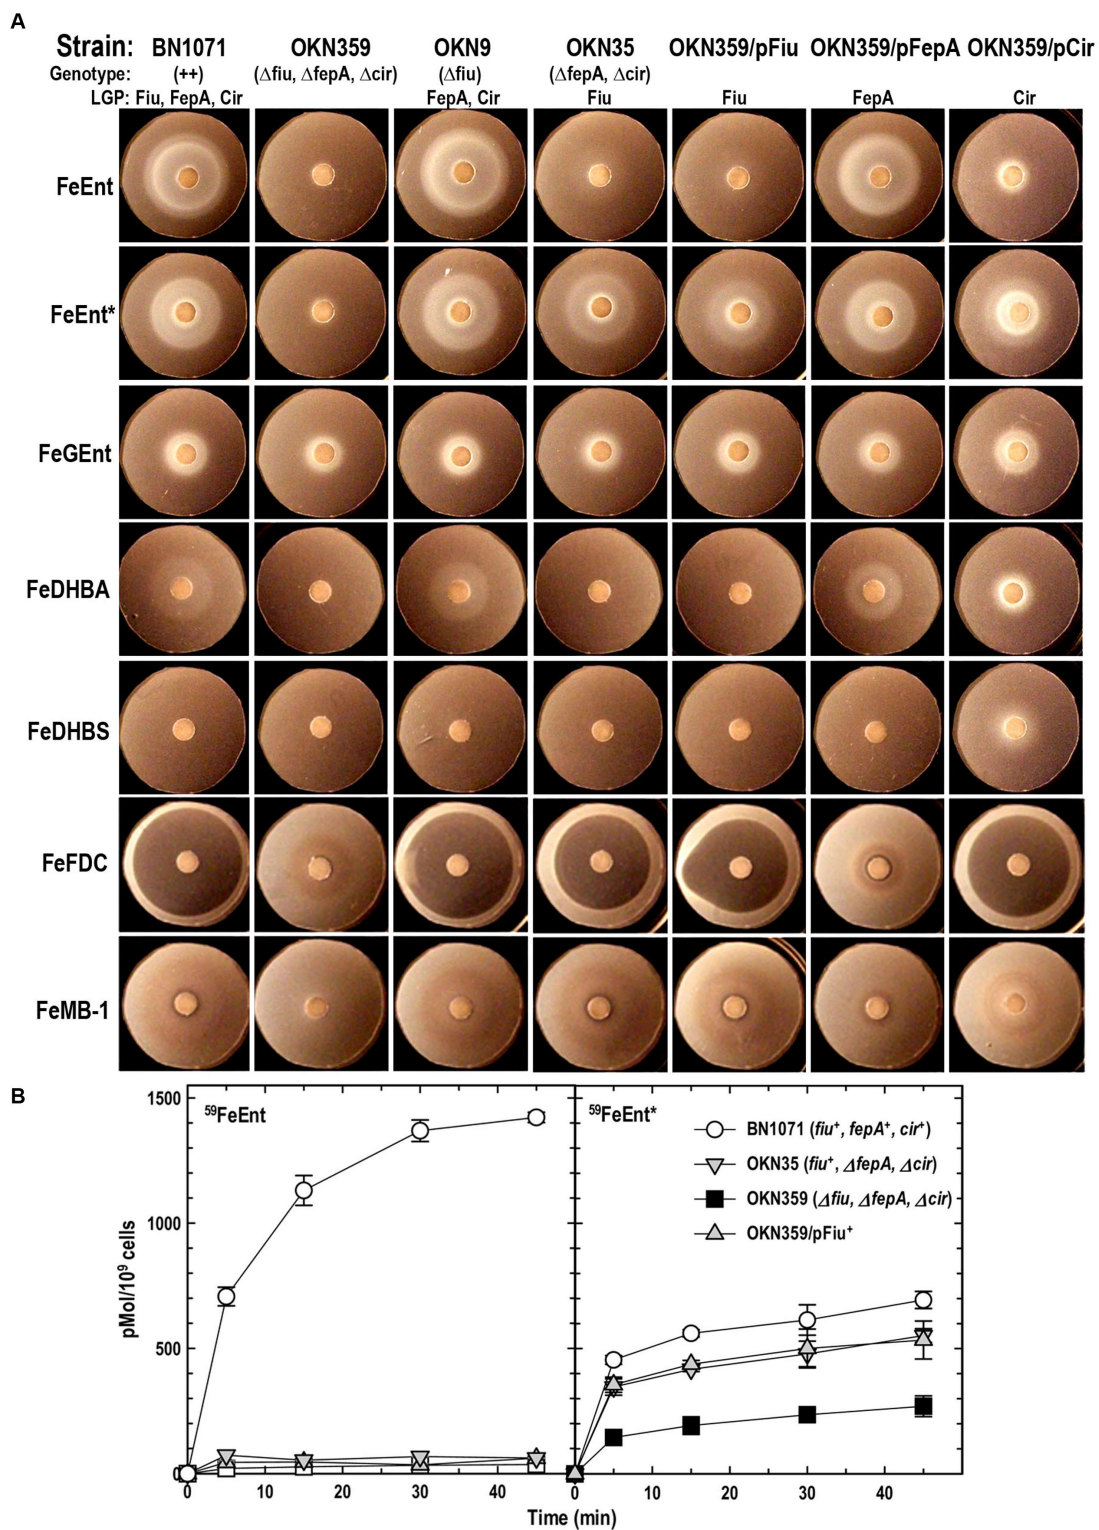 A
Strain: BN1071 OKN359 OKN9 OKN35 OKN359/pFiu OKN359/pFepA OKN359/pCir
Genotype: (++) (Δfiu, ΔfepA, Δcir) (Δfiu) (ΔfepA, Δcir)
LGP: Fiu, FepA, Cir FepA, Cir Fiu Fiu FepA Cir
FeEnt
FeEnt*
FeGEnt
FeDHBA
FeDHBS
FeFDC
FeMB-1
B
⁵⁹FeEnt
⁵⁹FeEnt*
BN1071 (fiu⁺, fepA⁺, cir⁺)
OKN35 (fiu⁺, ΔfepA, Δcir)
OKN359 (Δfiu, ΔfepA, Δcir)
OKN359/pFiu⁺
pMol/10⁹ cells
1500
1000
500
0
0 10 20 30 40 0 10 20 30 40
Time (min)